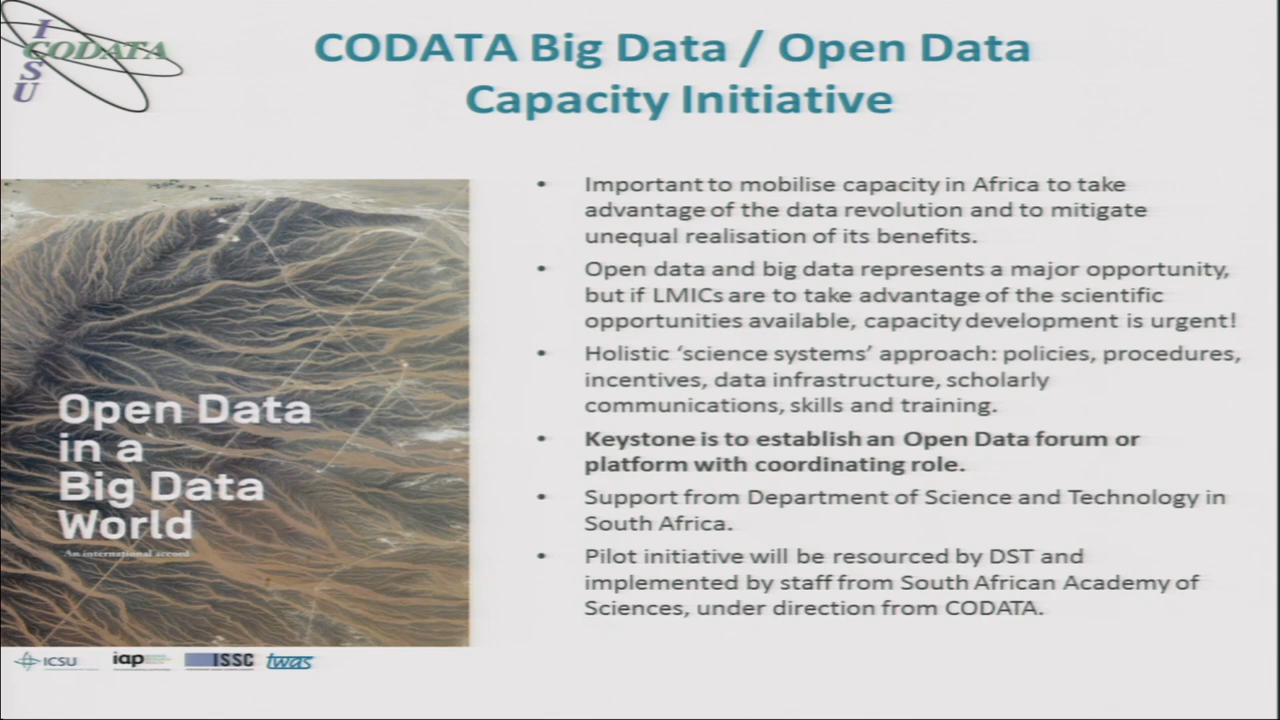 I
CODATA
S
U
CODATA Big Data / Open Data
Capacity Initiative
Open Data
in a
Big Data
World
An international accord
• Important to mobilise capacity in Africa to take
advantage of the data revolution and to mitigate
unequal realisation of its benefits.
• Open data and big data represents a major opportunity,
but if LMICs are to take advantage of the scientific
opportunities available, capacity development is urgent!
• Holistic ‘science systems’ approach: policies, procedures,
incentives, data infrastructure, scholarly
communications, skills and training.
• Keystone is to establish an Open Data forum or
platform with coordinating role.
• Support from Department of Science and Technology in
South Africa.
• Pilot initiative will be resourced by DST and
implemented by staff from South African Academy of
Sciences, under direction from CODATA.
ICSU iap ISSC twas